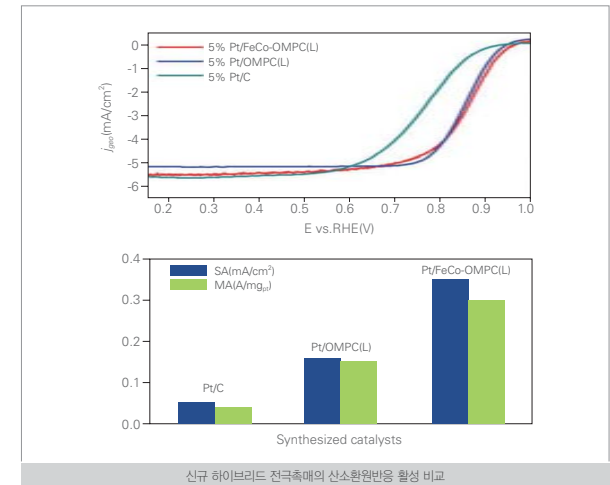 5% Pt/FeCo-OMPC(L)
5% Pt/OMPC(L)
5% Pt/C
0
-1
-2
-3
-4
-5
-6
j_geo(mA/cm²)
0.2 0.3 0.4 0.5 0.6 0.7 0.8 0.9 1.0
E vs.RHE(V)
0.4
0.3
0.2
0.1
0.0
SA(mA/cm²)
MA(A/mg_pt)
Pt/C
Pt/OMPC(L)
Pt/FeCo-OMPC(L)
Synthesized catalysts
신규 하이브리드 전극촉매의 산소환원반응 활성 비교